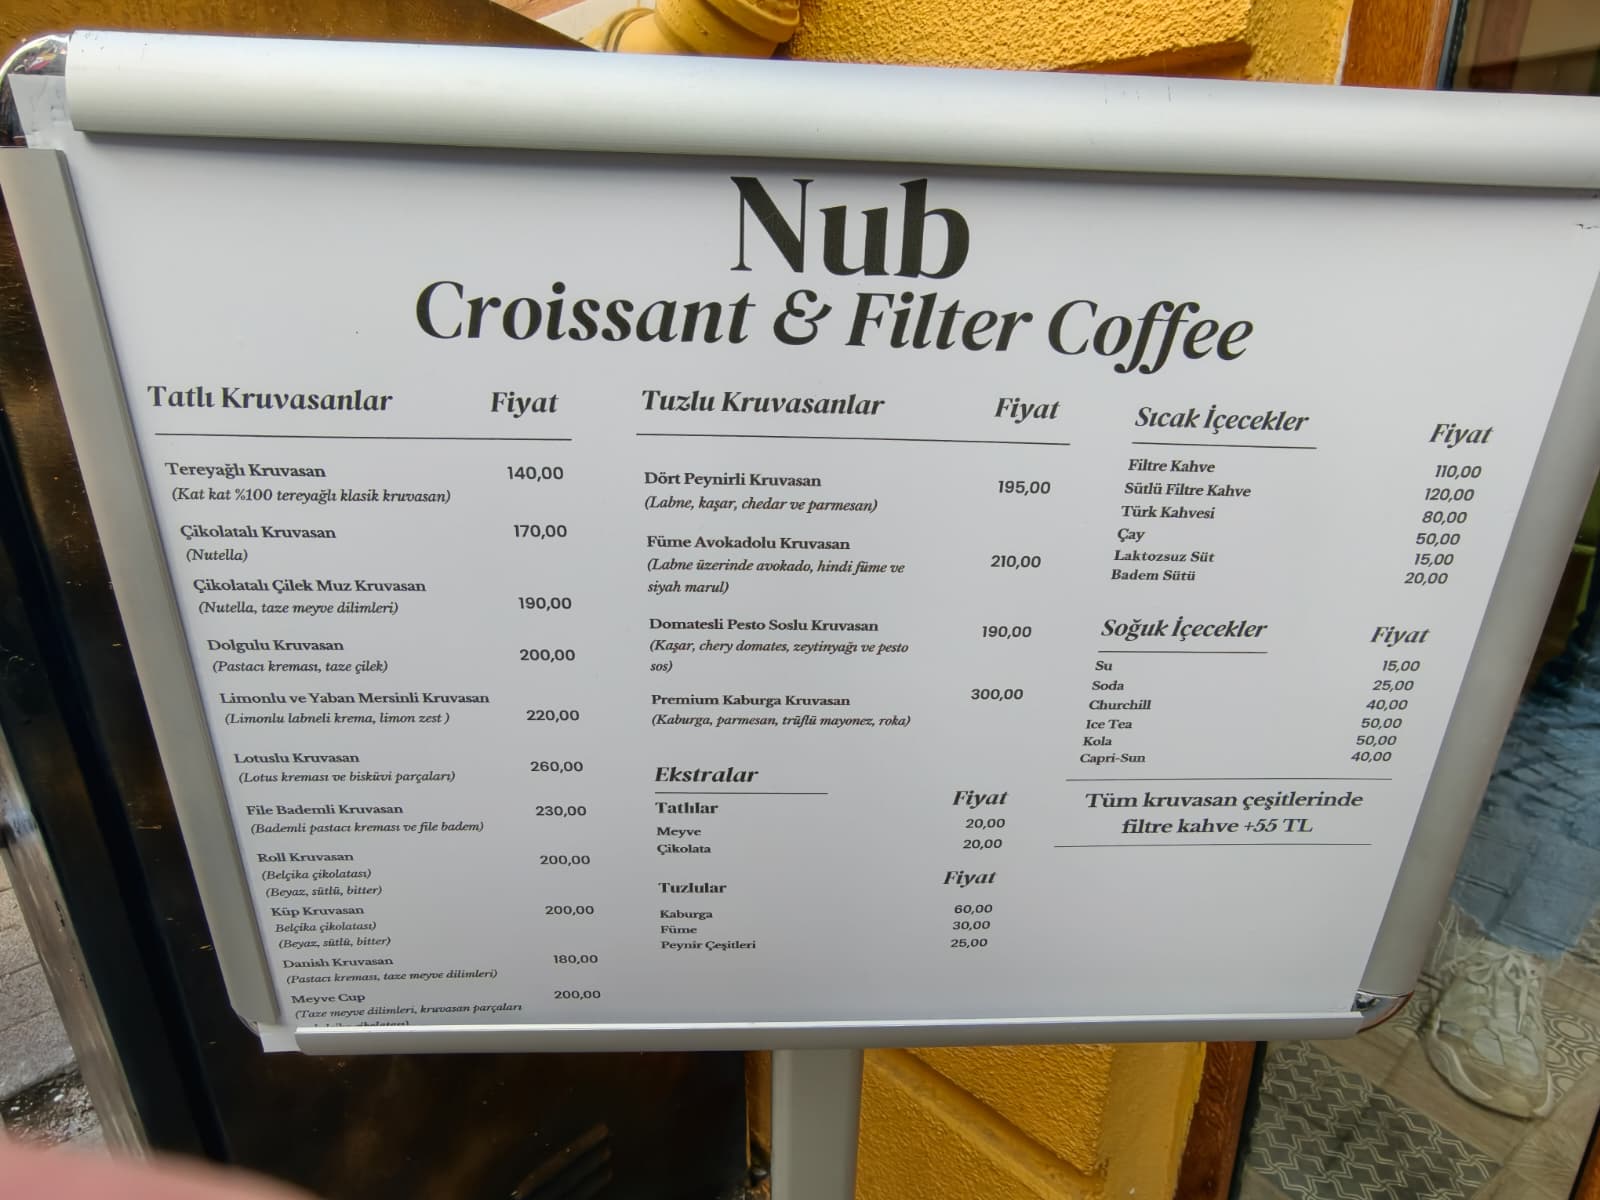 Nub
Croissant & Filter Coffee
Tatlı Kruvasanlar Fiyat
Tereyağlı Kruvasan 140,00
(Kat kat %100 tereyağlı klasik kruvasan)
Çikolatalı Kruvasan 170,00
(Nutella)
Çikolatalı Çilek Muz Kruvasan
(Nutella, taze meyve dilimleri) 190,00
Dolgulu Kruvasan 200,00
(Pastacı kreması, taze çilek)
Limonlu ve Yaban Mersinli Kruvasan
(Limonlu labneli krema, limon zest ) 220,00
Lotuslu Kruvasan 260,00
(Lotus kreması ve bisküvi parçaları)
File Bademli Kruvasan 230,00
(Bademli pastacı kreması ve file badem)
Roll Kruvasan 200,00
(Belçika çikolatası)
(Beyaz, sütlü, bitter)
Küp Kruvasan 200,00
Belçika çikolatası)
(Beyaz, sütlü, bitter)
Danish Kruvasan 180,00
(Pastacı kreması, taze meyve dilimleri)
Meyve Cup 200,00
(Taze meyve dilimleri, kruvasan parçaları
Tuzlu Kruvasanlar Fiyat
Dört Peynirli Kruvasan 195,00
(Labne, kaşar, chedar ve parmesan)
Füme Avokadolu Kruvasan
(Labne üzerinde avokado, hindi füme ve 210,00
siyah marul)
Domatesli Pesto Soslu Kruvasan 190,00
(Kaşar, chery domates, zeytinyağı ve pesto
sos)
Premium Kaburga Kruvasan 300,00
(Kaburga, parmesan, trüflü mayonez, roka)
Ekstralar
Tatlılar Fiyat
Meyve 20,00
Çikolata 20,00
Tuzlular Fiyat
Kaburga 60,00
Füme 30,00
Peynir Çeşitleri 25,00
Sıcak İçecekler Fiyat
Filtre Kahve 110,00
Sütlü Filtre Kahve 120,00
Türk Kahvesi 80,00
Çay 50,00
Laktozsuz Süt 15,00
Badem Sütü 20,00
Soğuk İçecekler Fiyat
Su 15,00
Soda 25,00
Churchill 40,00
Ice Tea 50,00
Kola 50,00
Capri-Sun 40,00
Tüm kruvasan çeşitlerinde
filtre kahve +55 TL